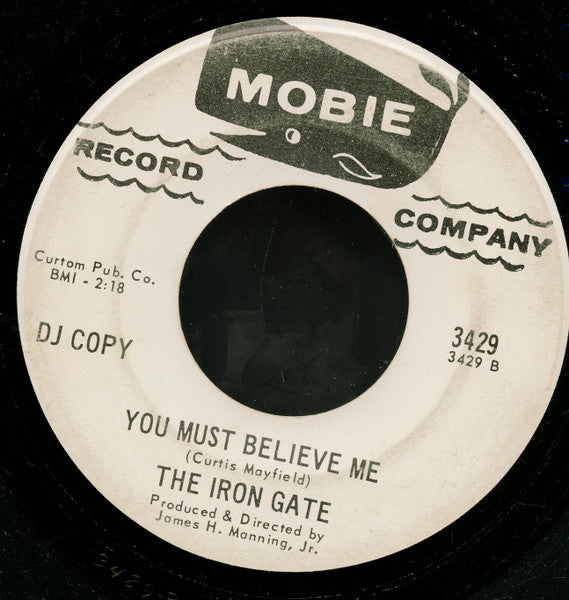 MOBIE
RECORD
COMPANY
Curtom Pub. Co.
BMI - 2:18
DJ COPY
3429
3429 B
YOU MUST BELIEVE ME
(Curtis Mayfield)
THE IRON GATE
Produced & Directed by
James H. Manning, Jr.